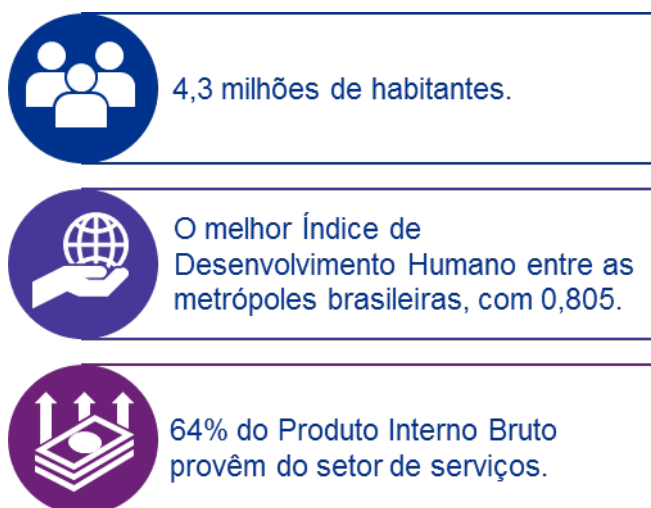 4,3 milhões de habitantes.
O melhor Índice de
Desenvolvimento Humano entre as
metrópoles brasileiras, com 0,805.
64% do Produto Interno Bruto
provêm do setor de serviços.